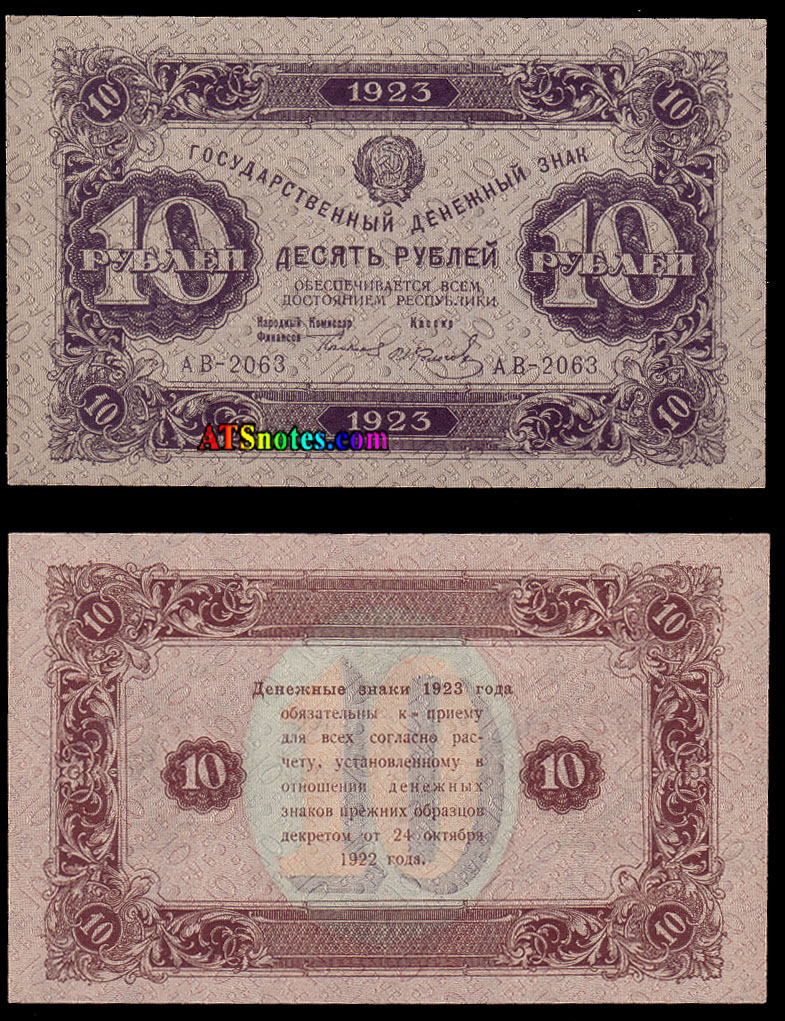 1923
10 10
ГОСУДАРСТВЕННЫЙ ДЕНЕЖНЫЙ ЗНАК
10 10
РУБЛЕЙ ДЕСЯТЬ РУБЛЕЙ РУБЛЕЙ
ОБЕСПЕЧИВАЕТСЯ ВСЕМ
ДОСТОЯНИЕМ РЕСПУБЛИКИ
Народный Комиссар Кассир
Финансов
АВ-2063 АВ-2063
10 1923 10
ATSnotes.com
10 10
Денежные знаки 1923 года
обязательны к приему
для всех согласно рас-
чету, установленному в
10 10
отношении денежных
знаков прежних образцов
декретом от 24 октября
1922 года.
10
10 10